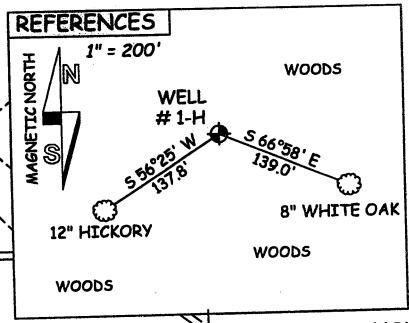 REFERENCES
1" = 200'
MAGNETIC NORTH
N
S
WOODS
WELL
# 1-H
S 56°25' W
137.8'
S 66°58' E
139.0'
12" HICKORY
8" WHITE OAK
WOODS
WOODS